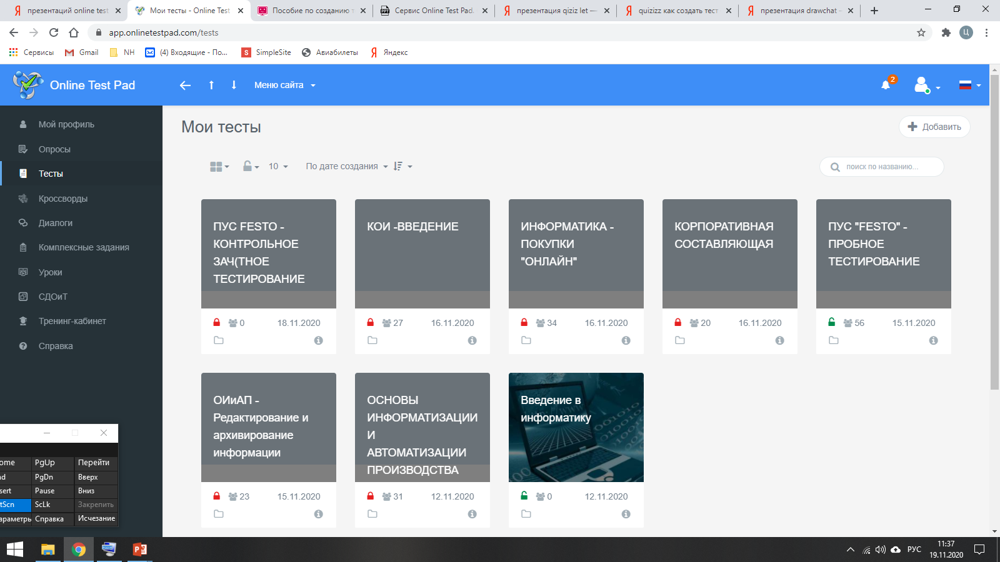 презентаций online test
Мои тесты - Online Test
Пособие по созданию т
Сервис Online Test Pad.
презентация qiziz let —
quizizz как создать тест
презентация drawchat -
app.onlinetestpad.com/tests
Ц
Сервисы
Gmail
NH
(4) Входящие - По...
SimpleSite
Авиабилеты
Яндекс
Online Test Pad
Меню сайта
2
Мой профиль
Опросы
Тесты
Кроссворды
Диалоги
Комплексные задания
Уроки
СДОиТ
Тренинг-кабинет
Справка
Мои тесты
Добавить
10
По дате создания
поиск по названию...
ПУС FESTO -
КОНТРОЛЬНОЕ
ЗАЧ(ТНОЕ
ТЕСТИРОВАНИЕ
0
18.11.2020
КОИ -ВВЕДЕНИЕ
27
16.11.2020
ИНФОРМАТИКА -
ПОКУПКИ
"ОНЛАЙН"
34
16.11.2020
КОРПОРАТИВНАЯ
СОСТАВЛЯЮЩАЯ
20
16.11.2020
ПУС "FESTO" -
ПРОБНОЕ
ТЕСТИРОВАНИЕ
56
15.11.2020
ОИиАП -
Редактирование и
архивирование
информации
23
15.11.2020
ОСНОВЫ
ИНФОРМАТИЗАЦИИ
И
АВТОМАТИЗАЦИИ
ПРОИЗВОДСТВА
31
12.11.2020
Введение в
информатику
0
12.11.2020
ome PgUp Перейти
nd PgDn Вверх
sert Pause Вниз
tScn ScLk Закрепить
араметры Справка Исчезание
РУС
11:37
19.11.2020